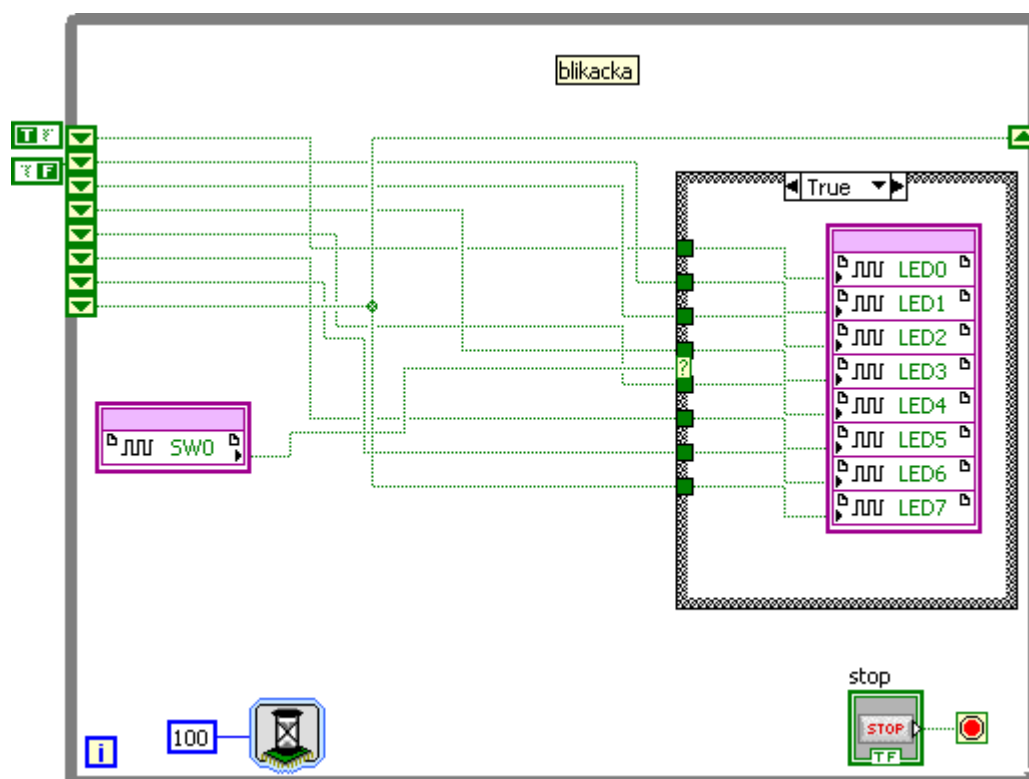 blikacka
T
F
True
LED0
LED1
LED2
?
LED3
LED4
SW0
LED5
LED6
LED7
stop
100
STOP
i
TF